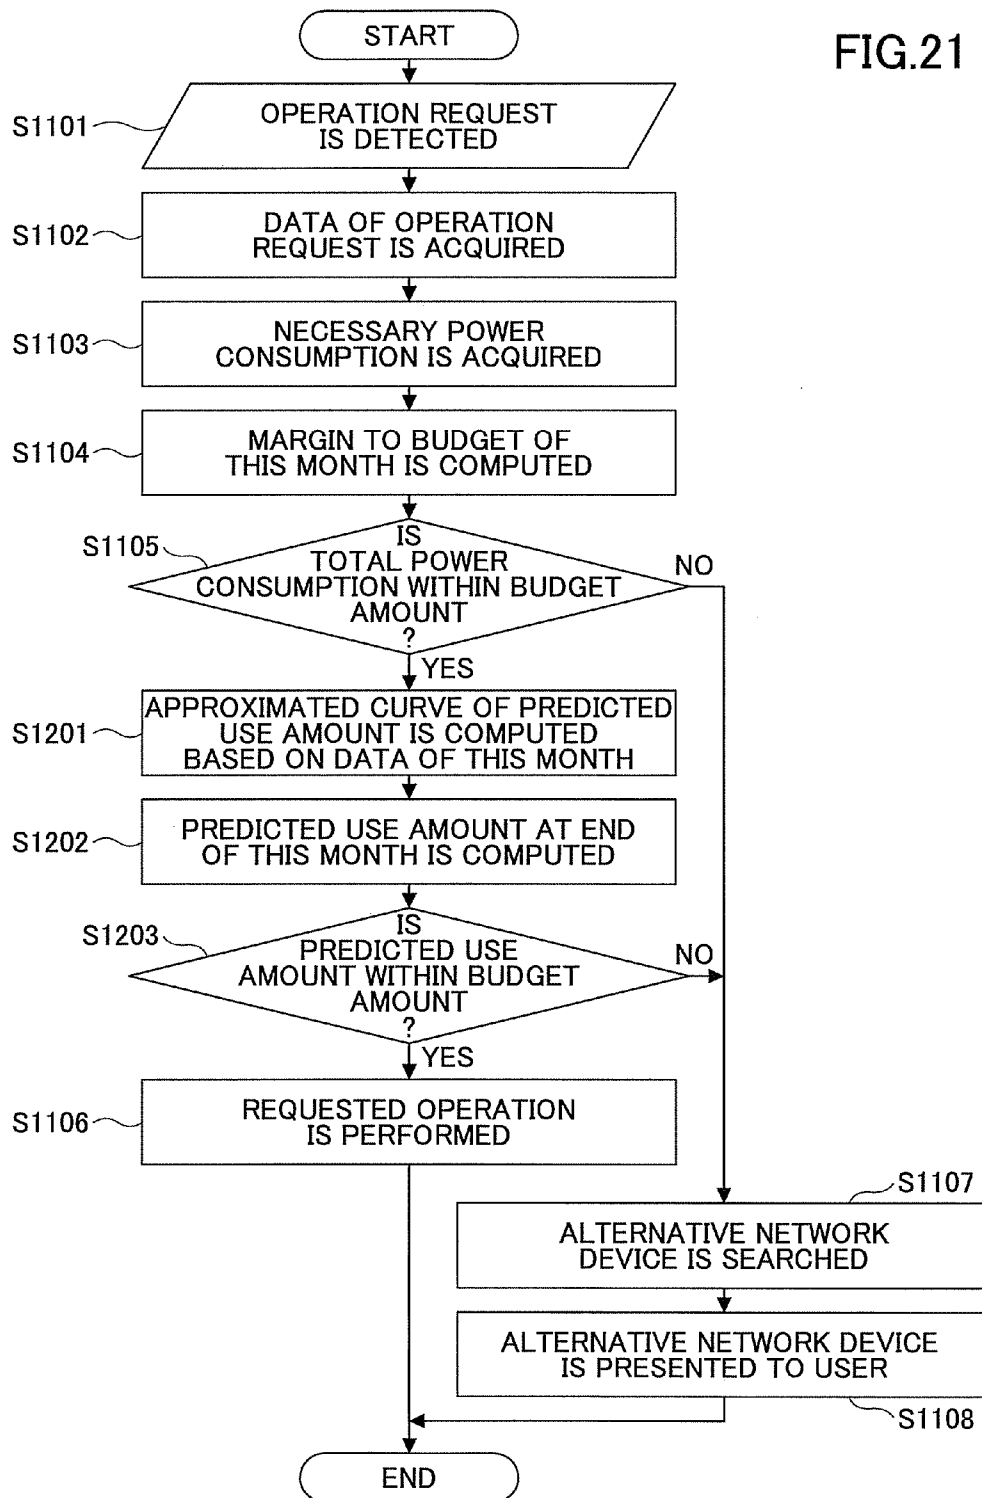 FIG.21
START
S1101
OPERATION REQUEST
IS DETECTED
S1102
DATA OF OPERATION
REQUEST IS ACQUIRED
S1103
NECESSARY POWER
CONSUMPTION IS ACQUIRED
S1104
MARGIN TO BUDGET OF
THIS MONTH IS COMPUTED
S1105
IS
TOTAL POWER
CONSUMPTION WITHIN BUDGET
AMOUNT
?
NO
YES
S1201
APPROXIMATED CURVE OF PREDICTED
USE AMOUNT IS COMPUTED
BASED ON DATA OF THIS MONTH
S1202
PREDICTED USE AMOUNT AT END
OF THIS MONTH IS COMPUTED
S1203
IS
PREDICTED USE
AMOUNT WITHIN BUDGET
AMOUNT
?
NO
YES
S1106
REQUESTED OPERATION
IS PERFORMED
S1107
ALTERNATIVE NETWORK
DEVICE IS SEARCHED
ALTERNATIVE NETWORK DEVICE
IS PRESENTED TO USER
S1108
END